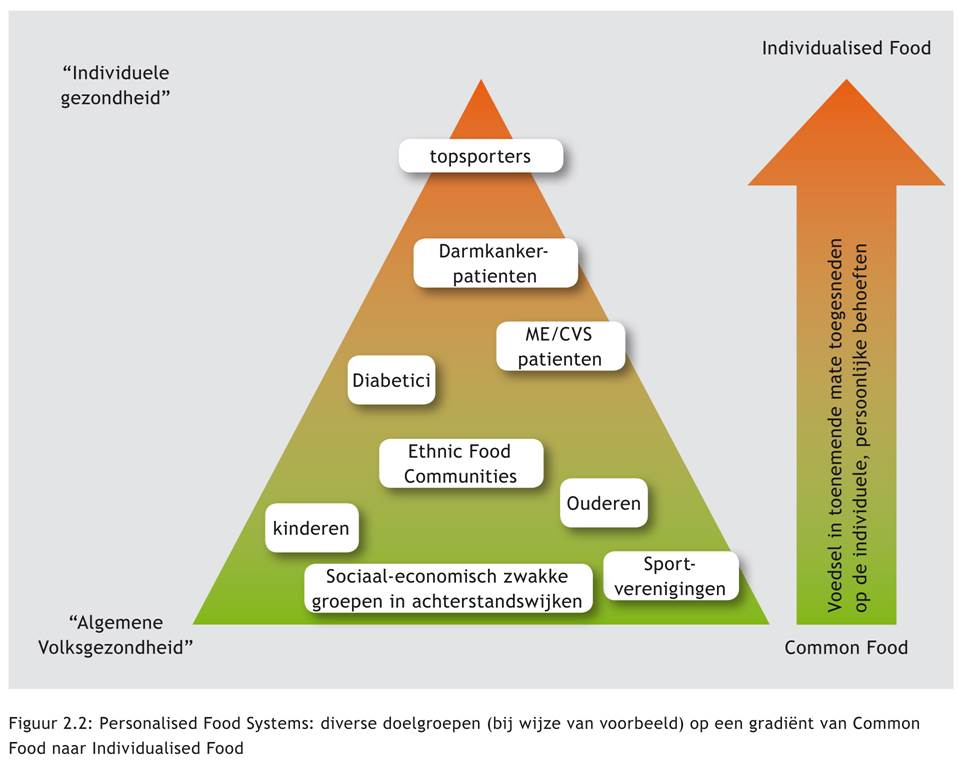 Individualised Food
“Individuele
gezondheid”
topsporters
Darmkanker-
patienten
ME/CVS
patienten
Diabetici
Ethnic Food
Communities
Ouderen
kinderen
Sport-
verenigingen
Sociaal-economisch zwakke
groepen in achterstandswijken
Voedsel in toenemende mate toegesneden
op de individuele, persoonlijke behoeften
“Algemene
Volksgezondheid”
Common Food
Figuur 2.2: Personalised Food Systems: diverse doelgroepen (bij wijze van voorbeeld) op een gradiënt van Common
Food naar Individualised Food